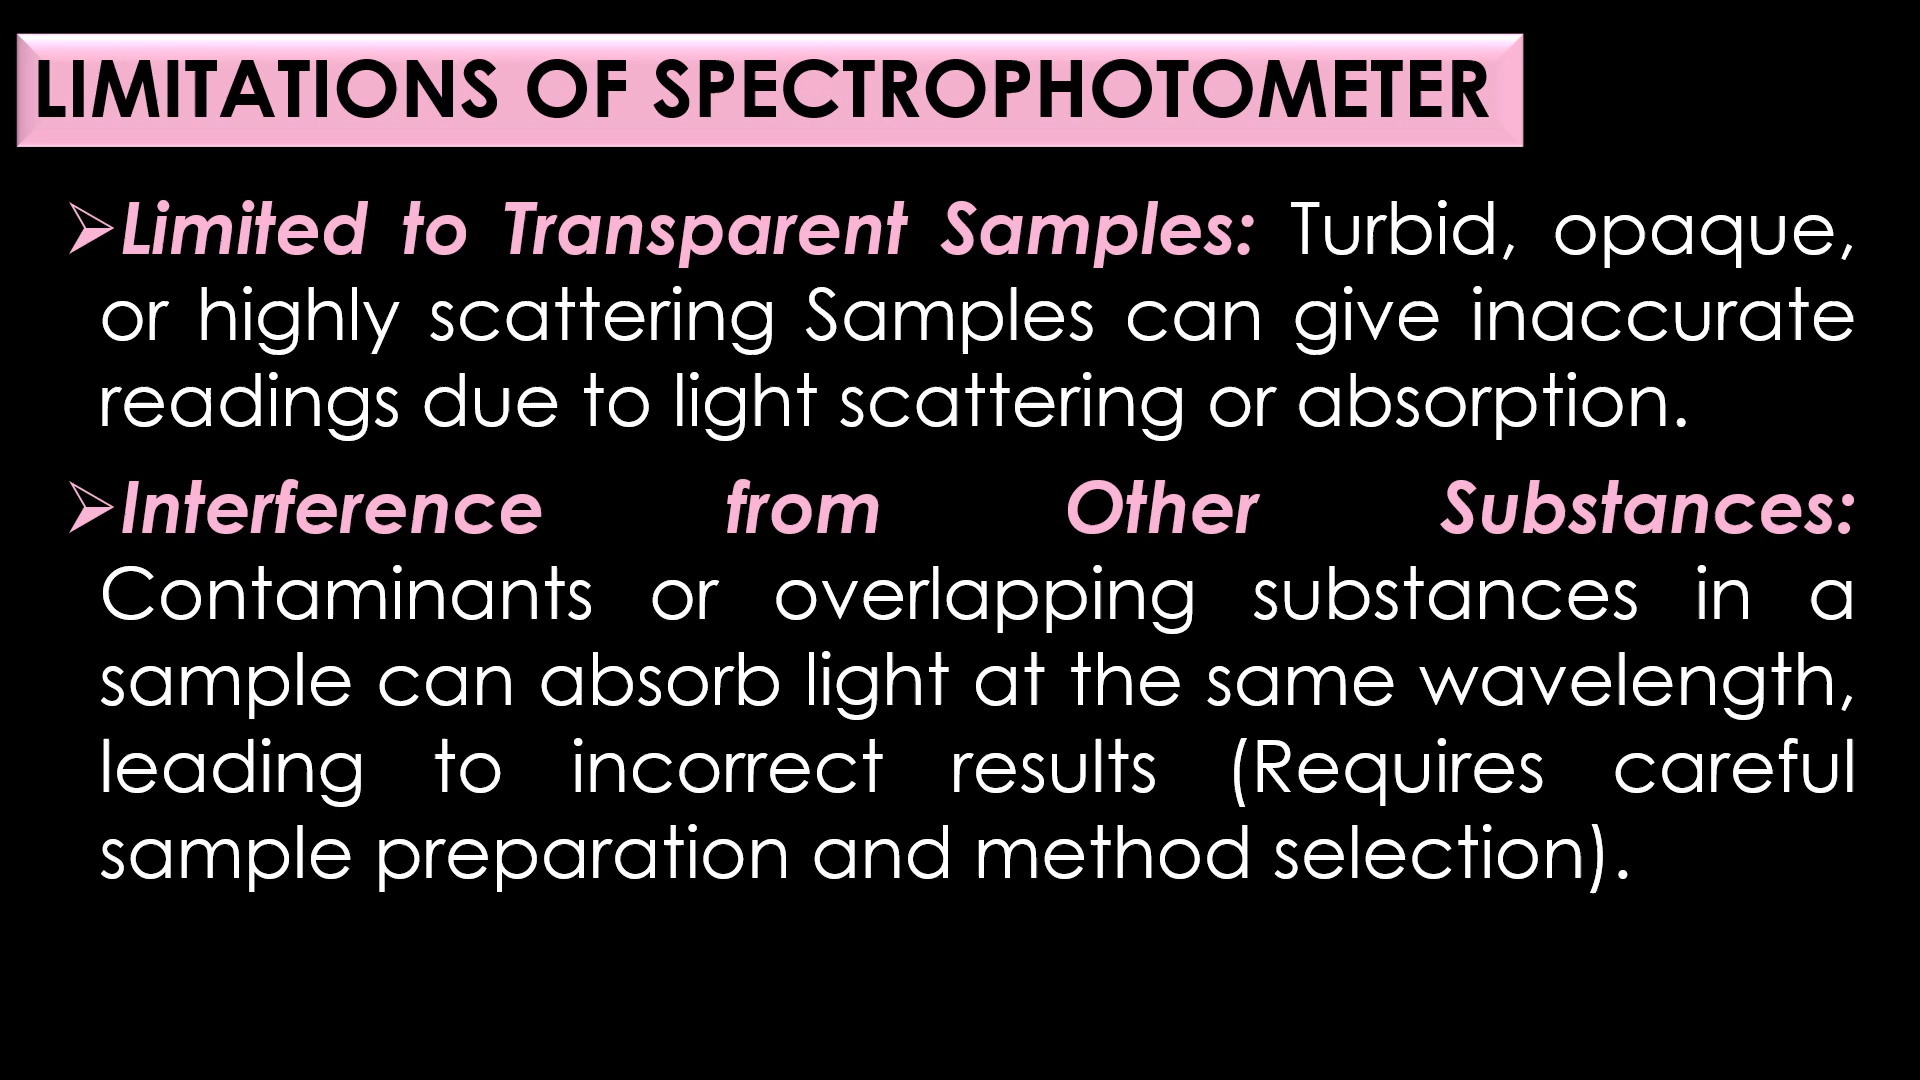 LIMITATIONS OF SPECTROPHOTOMETER
➢Limited to Transparent Samples: Turbid, opaque,
or highly scattering Samples can give inaccurate
readings due to light scattering or absorption.
➢Interference from Other Substances:
Contaminants or overlapping substances in a
sample can absorb light at the same wavelength,
leading to incorrect results (Requires careful
sample preparation and method selection).